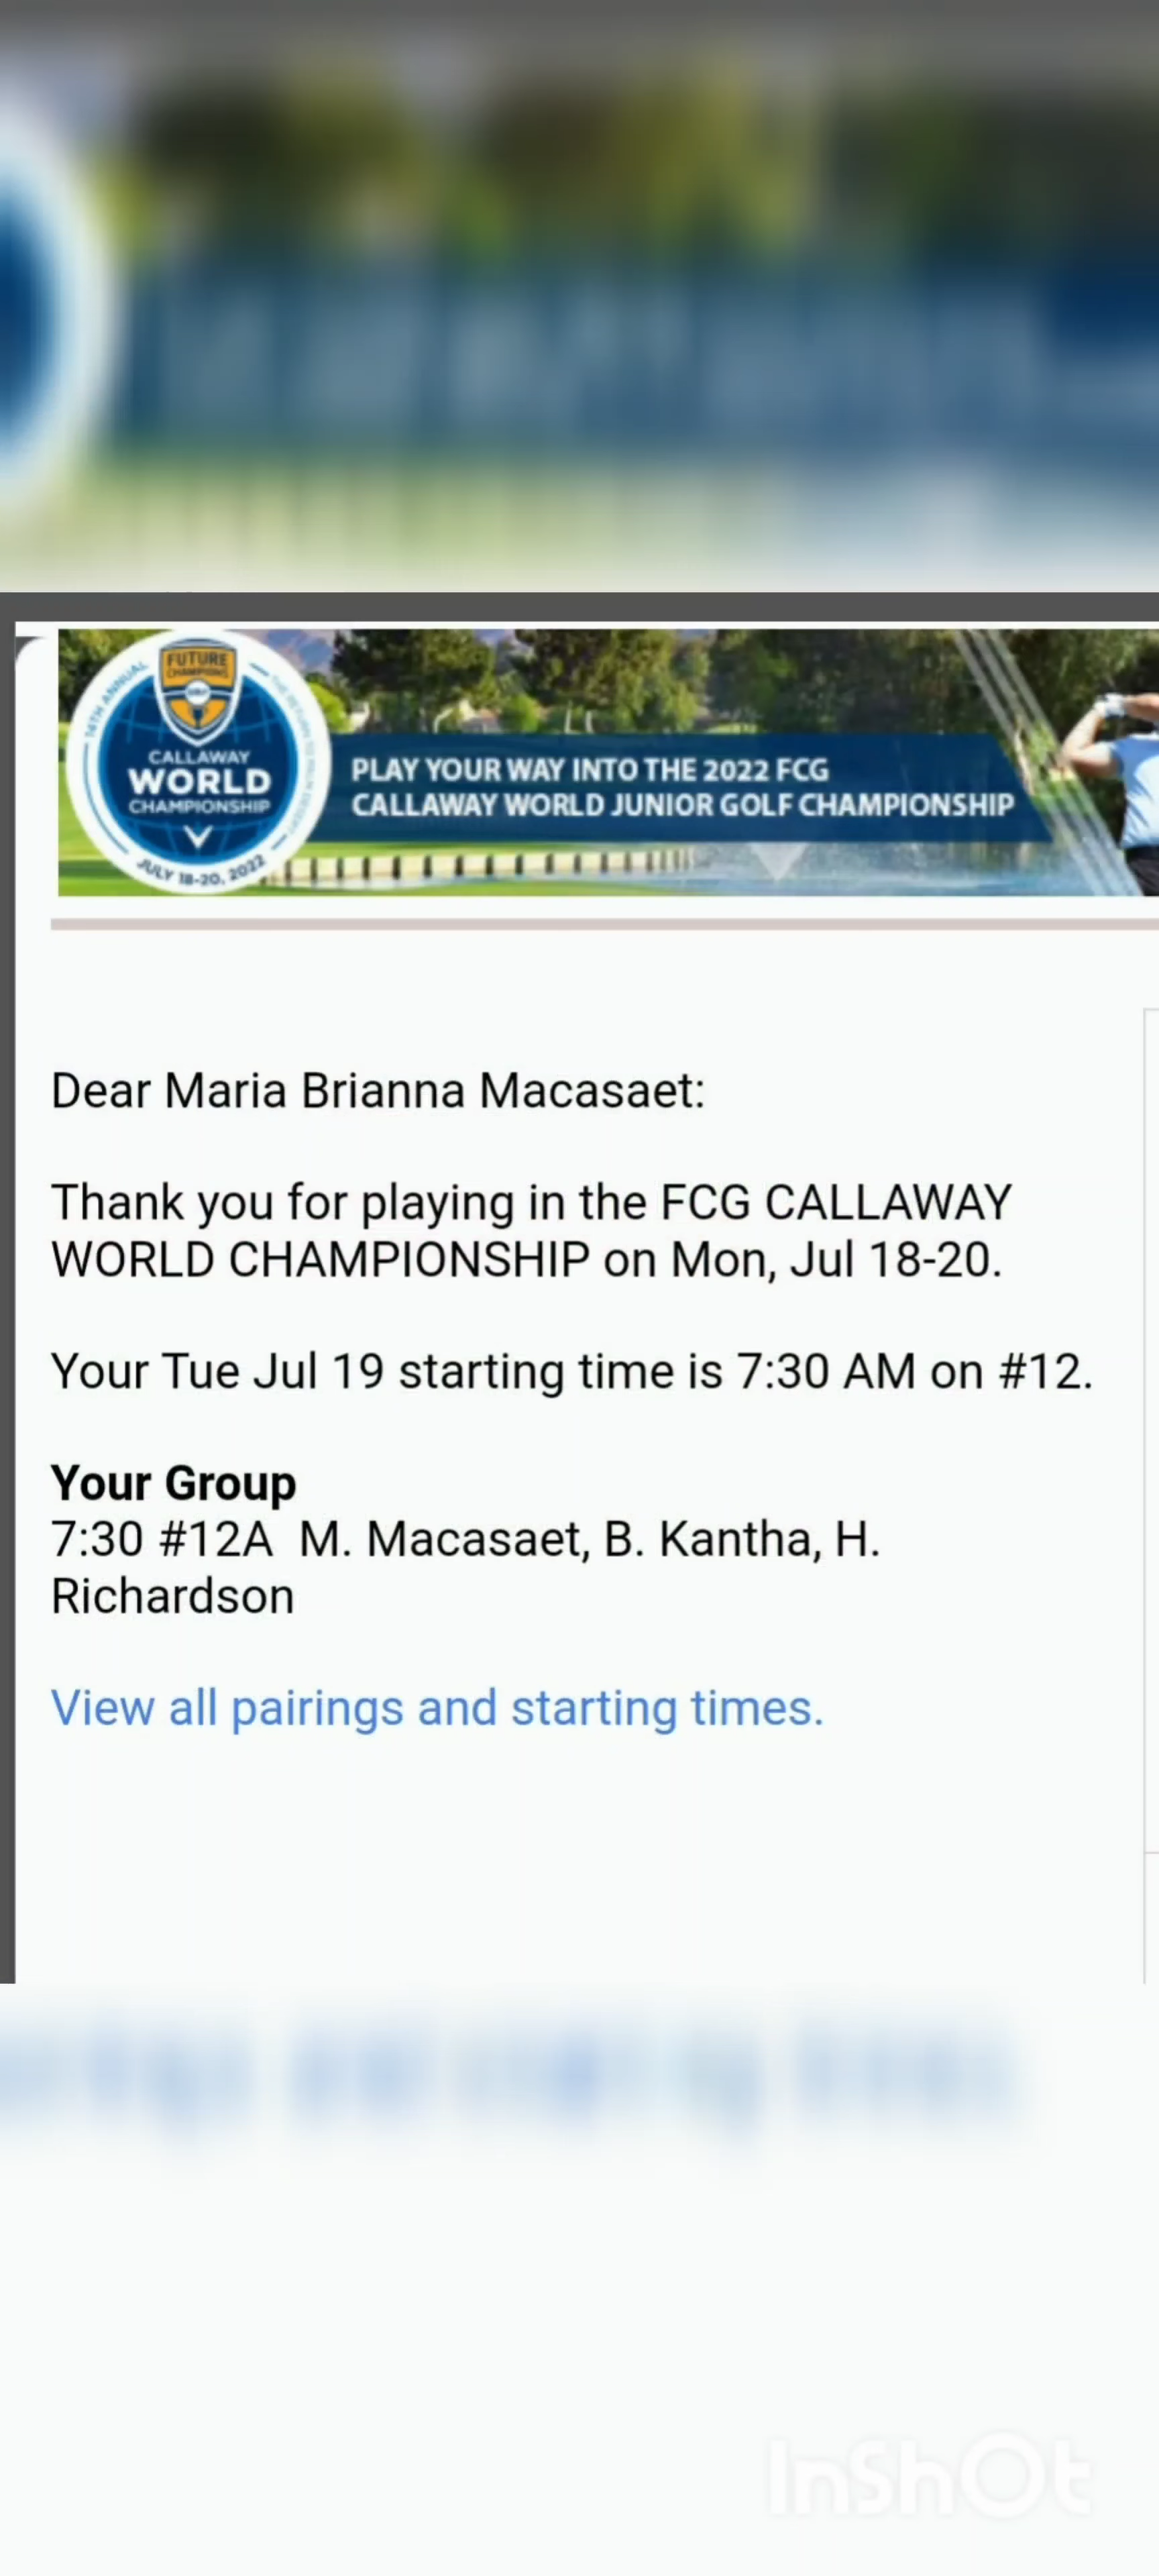 FUTURE
CHAMPIONS
CALLAWAY
WORLD
CHAMPIONSHIP
JULY 18-20, 2022
PLAY YOUR WAY INTO THE 2022 FCG
CALLAWAY WORLD JUNIOR GOLF CHAMPIONSHIP
Dear Maria Brianna Macasaet:
Thank you for playing in the FCG CALLAWAY
WORLD CHAMPIONSHIP on Mon, Jul 18-20.
Your Tue Jul 19 starting time is 7:30 AM on #12.
Your Group
7:30 #12A  M. Macasaet, B. Kantha, H.
Richardson
View all pairings and starting times.
InShOt